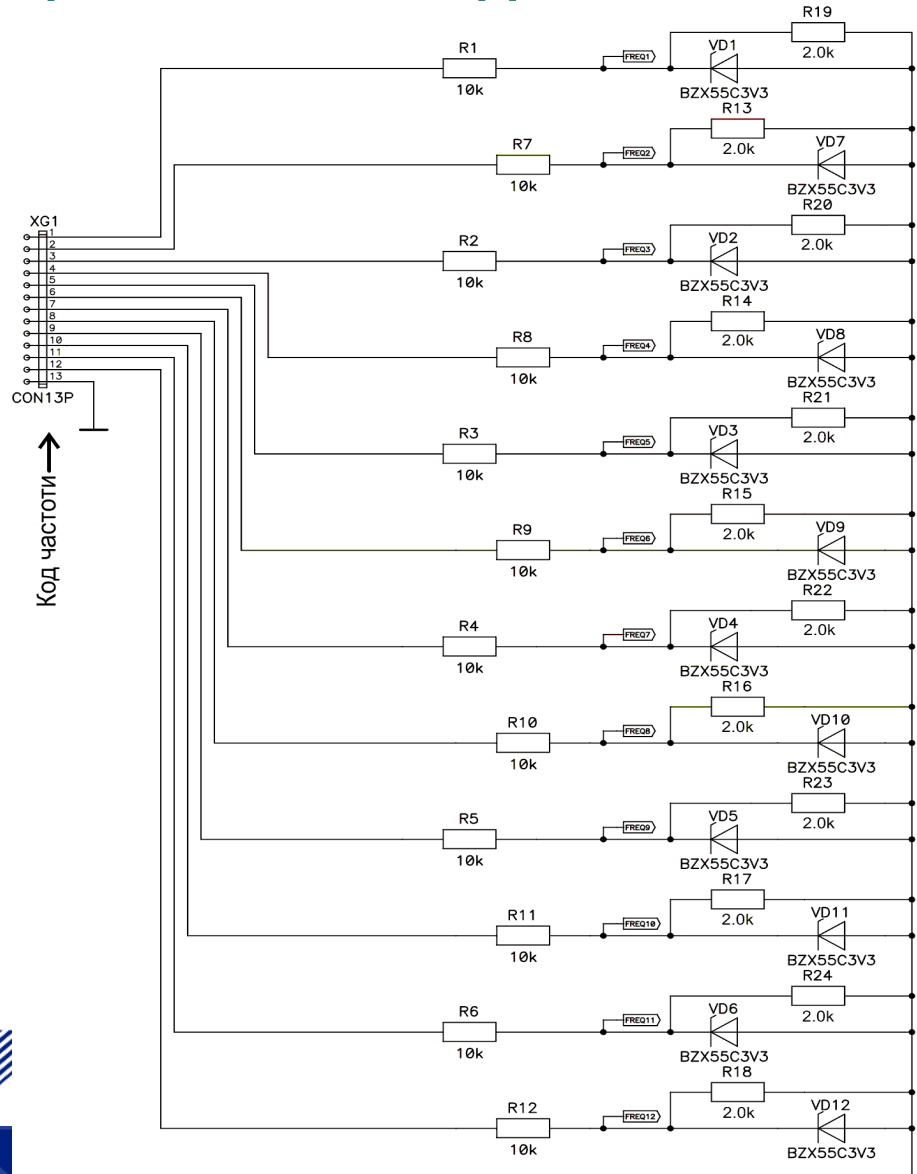 R19
2.0k
R1
10k
FREQ1
VD1
BZX55C3V3
R13
2.0k
R7
10k
FREQ2
VD7
BZX55C3V3
R20
2.0k
XG1
1
2
3
4
5
6
7
8
9
10
11
12
13
CON13P
Код частоти
R2
10k
FREQ3
VD2
BZX55C3V3
R14
2.0k
R8
10k
FREQ4
VD8
BZX55C3V3
R21
2.0k
R3
10k
FREQ5
VD3
BZX55C3V3
R15
2.0k
R9
10k
FREQ6
VD9
BZX55C3V3
R22
2.0k
R4
10k
FREQ7
VD4
BZX55C3V3
R16
2.0k
R10
10k
FREQ8
VD10
BZX55C3V3
R23
2.0k
R5
10k
FREQ9
VD5
BZX55C3V3
R17
2.0k
R11
10k
FREQ10
VD11
BZX55C3V3
R24
2.0k
R6
10k
FREQ11
VD6
BZX55C3V3
R18
2.0k
R12
10k
FREQ12
VD12
BZX55C3V3